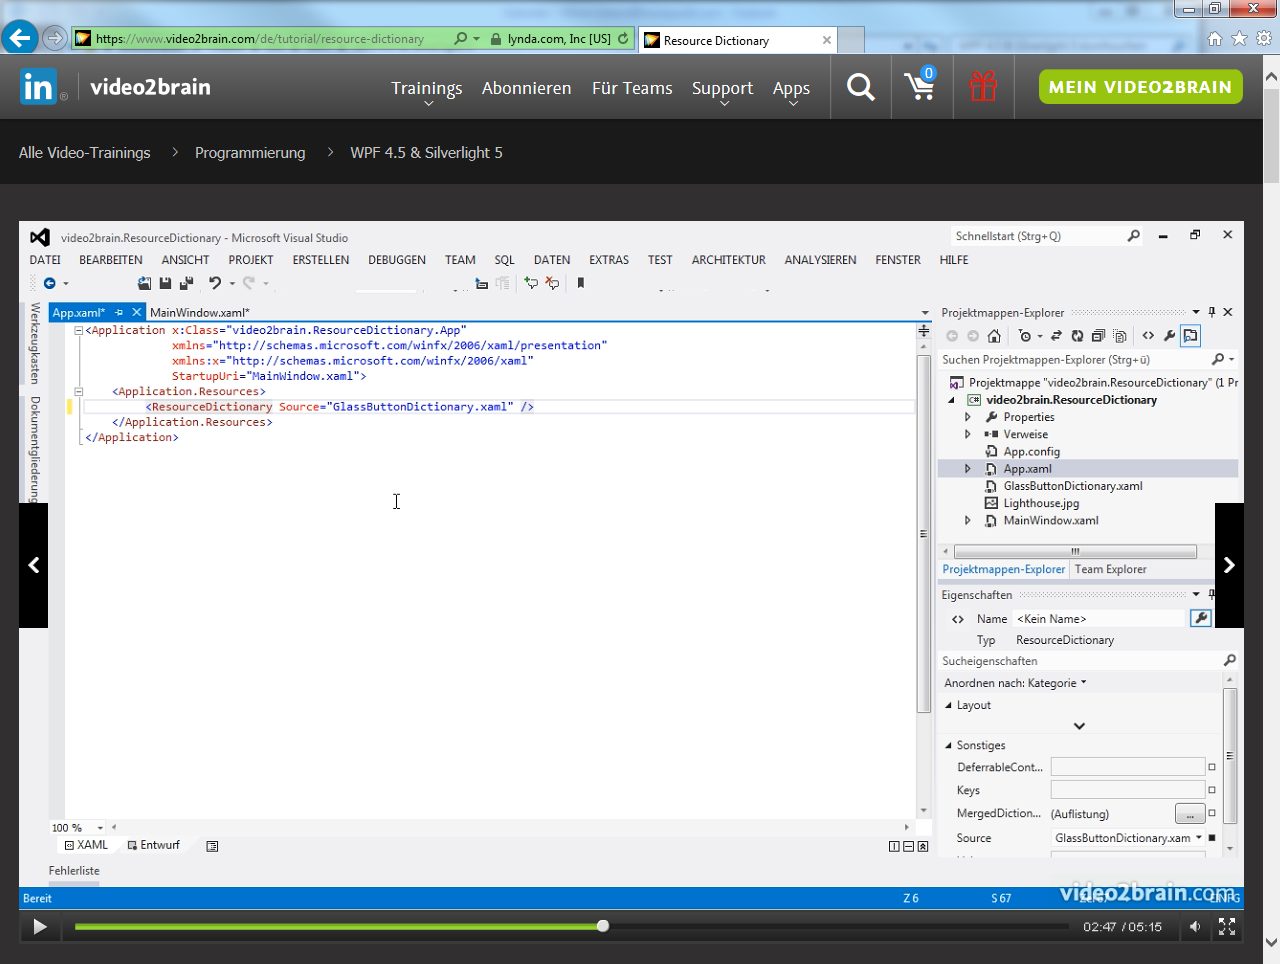 https://www.video2brain.com/de/tutorial/resource-dictionary
lynda.com, Inc [US]
Resource Dictionary
in
video2brain
Trainings
Abonnieren
Für Teams
Support
Apps
0
MEIN VIDEO2BRAIN
Alle Video-Trainings
Programmierung
WPF 4.5 & Silverlight 5
video2brain.ResourceDictionary - Microsoft Visual Studio
Schnellstart (Strg+Q)
DATEI BEARBEITEN ANSICHT PROJEKT ERSTELLEN DEBUGGEN TEAM SQL DATEN EXTRAS TEST ARCHITEKTUR ANALYSIEREN FENSTER HILFE
Werkzeugkasten
Dokumentgliederung
App.xaml*
MainWindow.xaml*
<Application x:Class="video2brain.ResourceDictionary.App"
xmlns="http://schemas.microsoft.com/winfx/2006/xaml/presentation"
xmlns:x="http://schemas.microsoft.com/winfx/2006/xaml"
StartupUri="MainWindow.xaml">
<Application.Resources>
<ResourceDictionary Source="GlassButtonDictionary.xaml" />
</Application.Resources>
</Application>
100 %
XAML
Entwurf
Fehlerliste
Projektmappen-Explorer
Suchen Projektmappen-Explorer (Strg+ü)
Projektmappe "video2brain.ResourceDictionary" (1 Pr
video2brain.ResourceDictionary
Properties
Verweise
App.config
App.xaml
GlassButtonDictionary.xaml
Lighthouse.jpg
MainWindow.xaml
Projektmappen-Explorer
Team Explorer
Eigenschaften
Name <Kein Name>
Typ ResourceDictionary
Sucheigenschaften
Anordnen nach: Kategorie
Layout
Sonstiges
DeferrableCont...
Keys
MergedDiction... (Auflistung) ...
Source GlassButtonDictionary.xam
Bereit
Z 6
S 67
video2brain.com
02:47 / 05:15